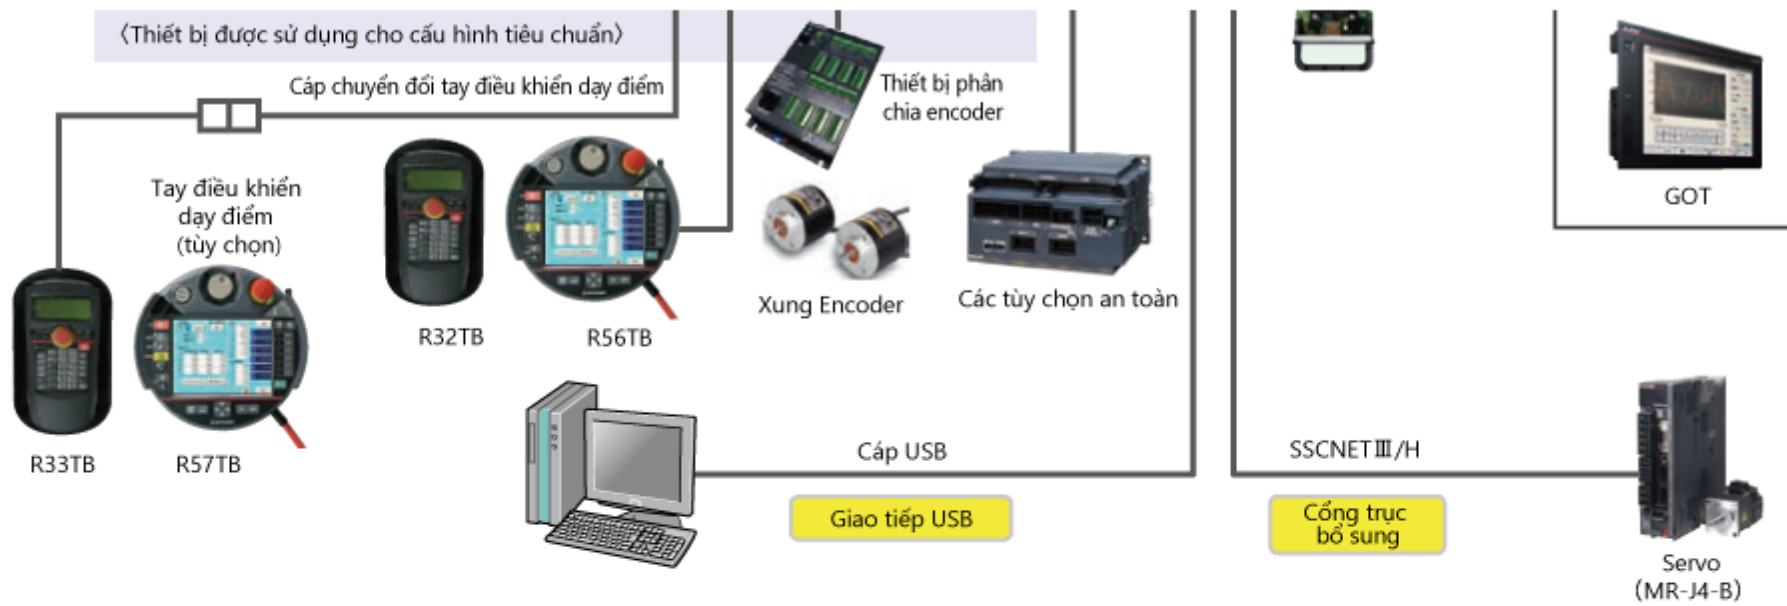 〈Thiết bị được sử dụng cho cấu hình tiêu chuẩn〉
Cáp chuyển đổi tay điều khiển dạy điểm
Thiết bị phân
chia encoder
GOT
Tay điều khiển
dạy điểm
(tùy chọn)
Xung Encoder
Các tùy chọn an toàn
R32TB
R56TB
R33TB
R57TB
Cáp USB
Giao tiếp USB
SSCNETⅢ/H
Cổng trục
bổ sung
Servo
(MR-J4-B)